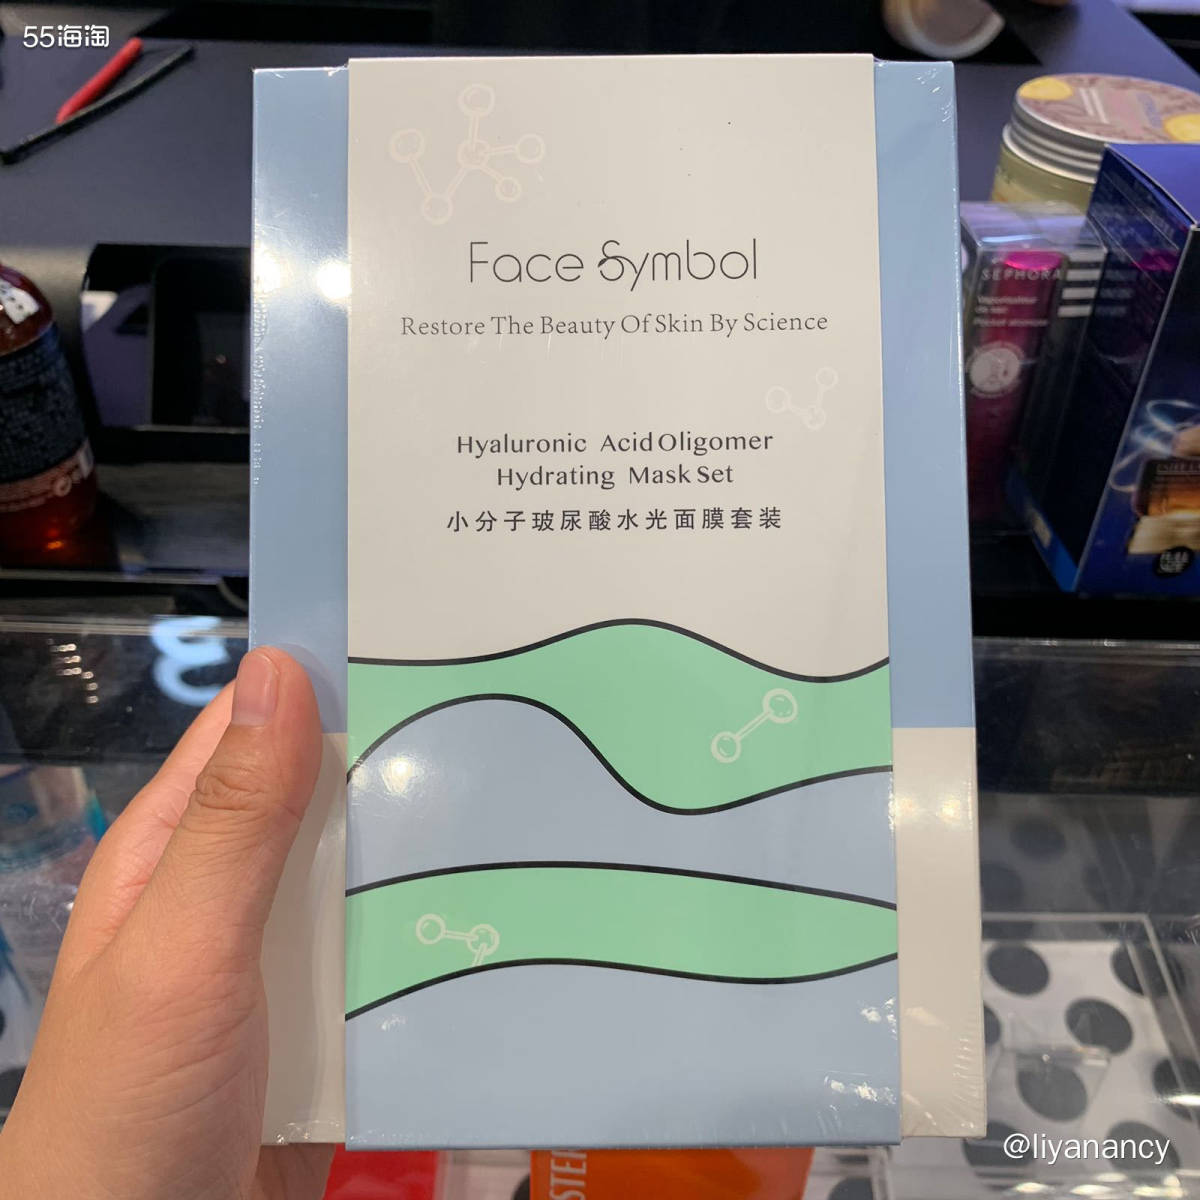 55海淘
Face Symbol
Restore The Beauty Of Skin By Science
SEPHORA
Hyaluronic Acid Oligomer
Hydrating Mask Set
小分子玻尿酸水光面膜套装
@liyanancy